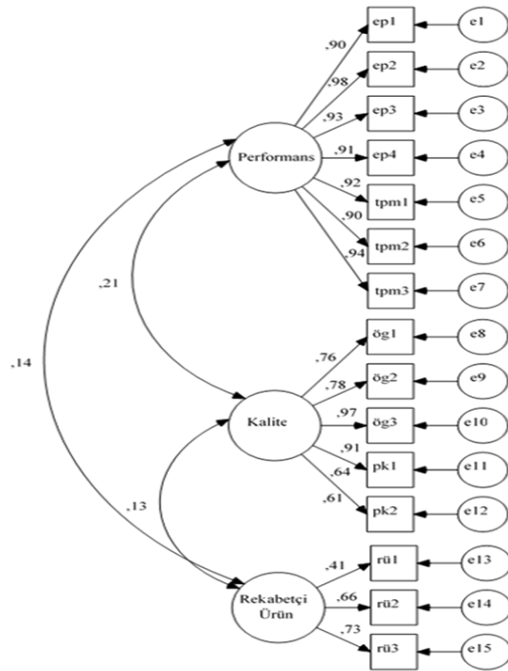 ep1 e1
,90
ep2 e2
,98
ep3 e3
,93
Performans ,91 ep4 e4
,92
tpm1 e5
,90
tpm2 e6
,94
tpm3 e7
,21
ög1 e8
,76
,14
ög2 e9
,78
Kalite ,97 ög3 e10
,91
pk1 e11
,64
,61
pk2 e12
,13
rü1 e13
,41
Rekabetçi ,66 rü2 e14
Ürün
,73
rü3 e15